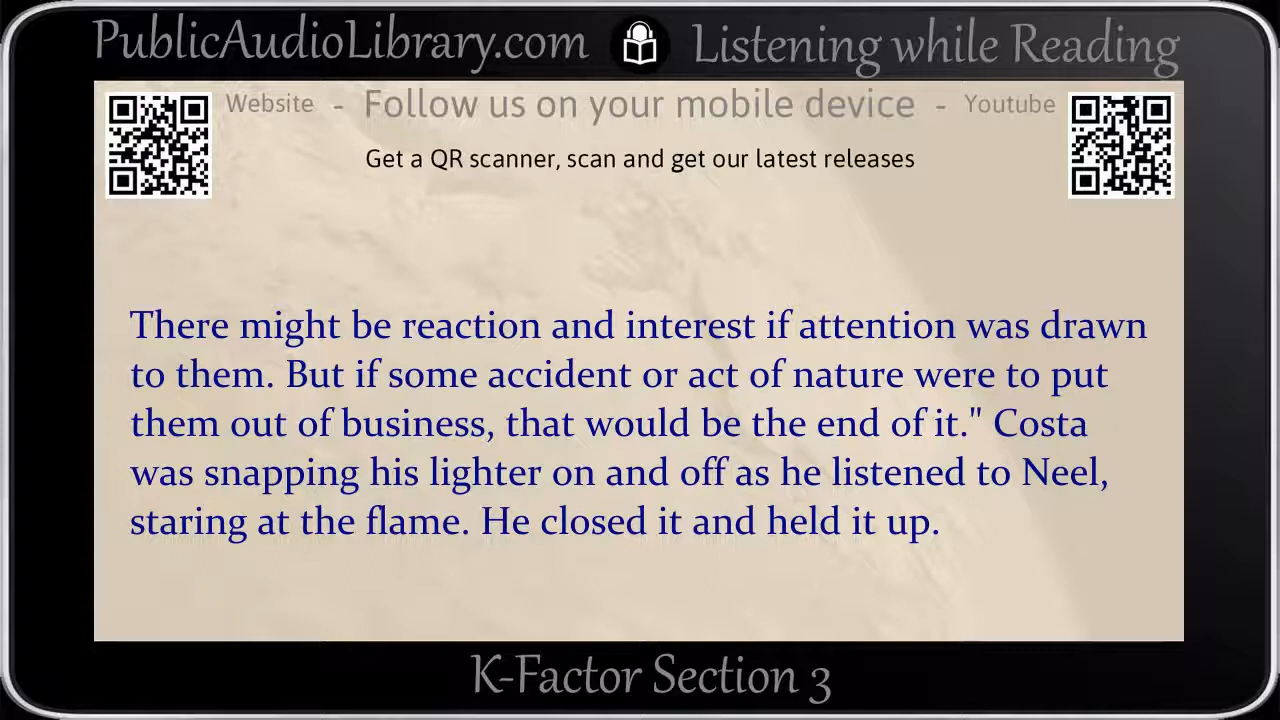 PublicAudioLibrary.com Listening while Reading
Website - Follow us on your mobile device - Youtube
Get a QR scanner, scan and get our latest releases
There might be reaction and interest if attention was drawn
to them. But if some accident or act of nature were to put
them out of business, that would be the end of it." Costa
was snapping his lighter on and off as he listened to Neel,
staring at the flame. He closed it and held it up.
K-Factor Section 3